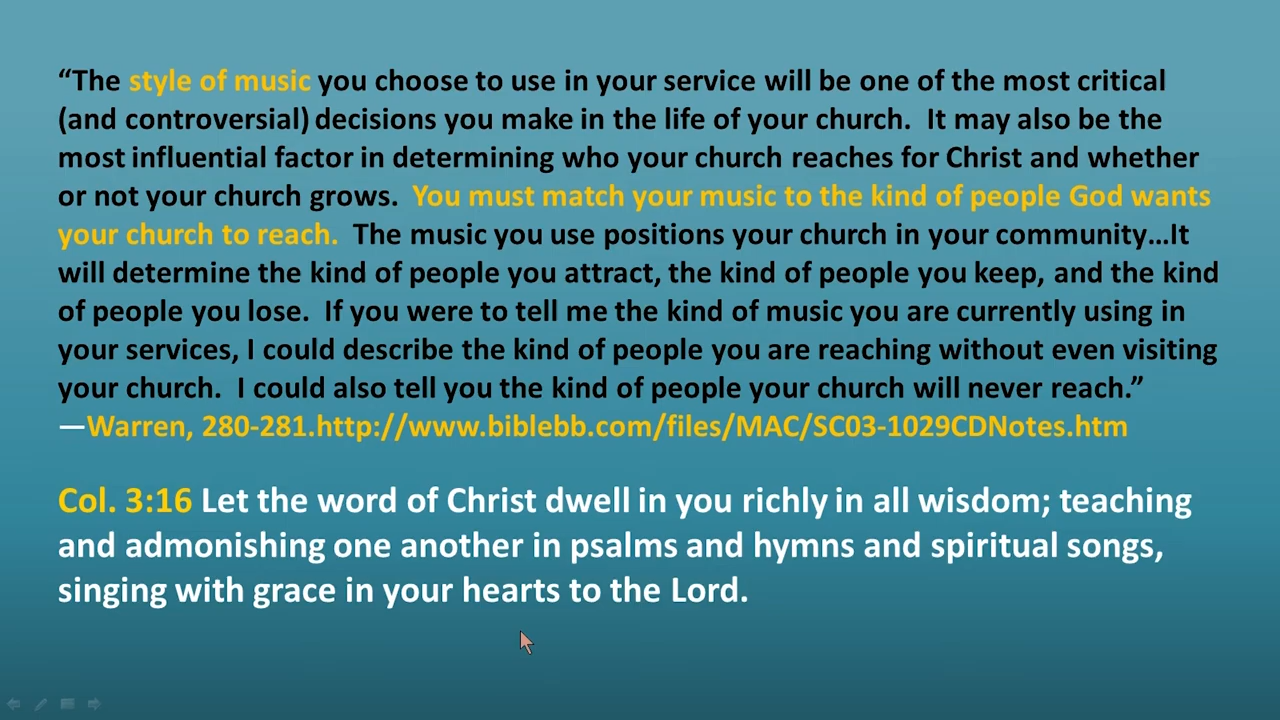 “The style of music you choose to use in your service will be one of the most critical
(and controversial) decisions you make in the life of your church.  It may also be the
most influential factor in determining who your church reaches for Christ and whether
or not your church grows.  You must match your music to the kind of people God wants
your church to reach.  The music you use positions your church in your community…It
will determine the kind of people you attract, the kind of people you keep, and the kind
of people you lose.  If you were to tell me the kind of music you are currently using in
your services, I could describe the kind of people you are reaching without even visiting
your church.  I could also tell you the kind of people your church will never reach.”
—Warren, 280-281.http://www.biblebb.com/files/MAC/SC03-1029CDNotes.htm
Col. 3:16 Let the word of Christ dwell in you richly in all wisdom; teaching
and admonishing one another in psalms and hymns and spiritual songs,
singing with grace in your hearts to the Lord.